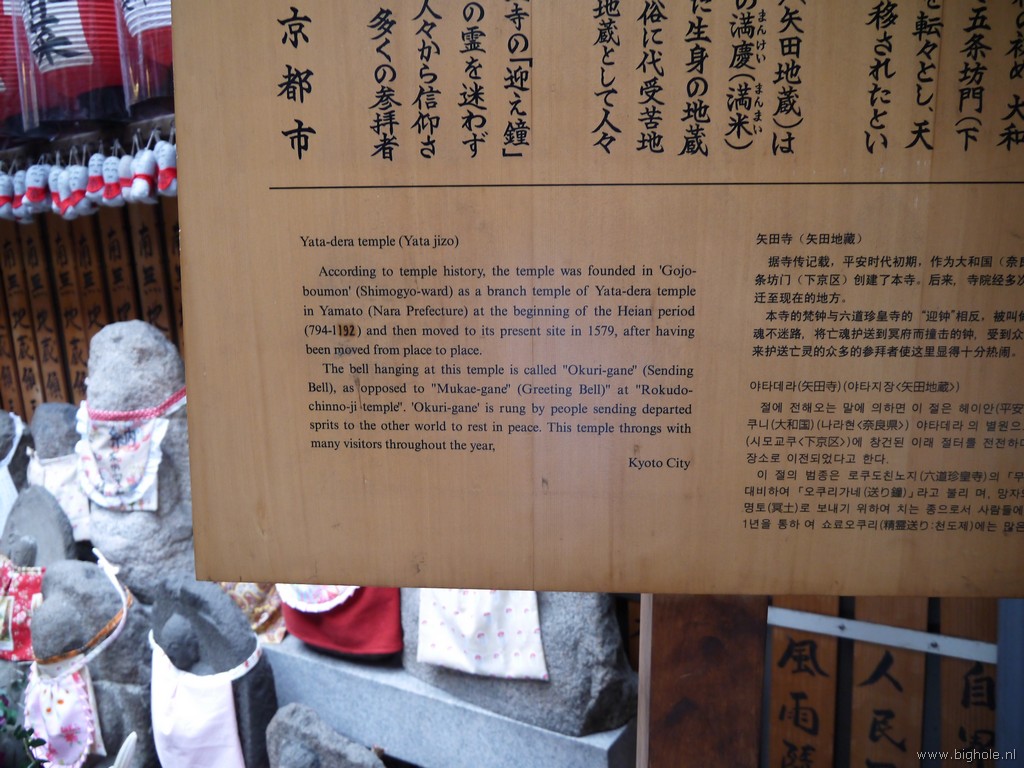 の初め、大和
五条坊門(下
を転々とし、天
移されたとい
矢田地蔵)は
の満慶(まんけい)(満米(まんまい))
た生身の地蔵
俗に代受苦地
地蔵として人々
寺の「迎え鐘」
の霊を迷わず
人々から信仰さ
多くの参拝者
京都市
Yata-dera temple (Yata jizo)
According to temple history, the temple was founded in 'Gojo-
boumon' (Shimogyo-ward) as a branch temple of Yata-dera temple
in Yamato (Nara Prefecture) at the beginning of the Heian period
(794-1192) and then moved to its present site in 1579, after having
been moved from place to place.
The bell hanging at this temple is called "Okuri-gane" (Sending
Bell), as opposed to "Mukae-gane" (Greeting Bell)" at "Rokudo-
chinno-ji temple". 'Okuri-gane' is rung by people sending departed
sprits to the other world to rest in peace. This temple throngs with
many visitors throughout the year,
Kyoto City
矢田寺（矢田地藏）
据寺传记载，平安时代初期，作为大和国（奈良
条坊门（下京区）创建了本寺。后来，寺院经多次
迁至现在的地方。
本寺的梵钟与六道珍皇寺的“迎钟”相反，被叫做
魂不迷路，将亡魂护送到冥府而撞击的钟，受到众
来护送亡灵的众多的参拜者使这里显得十分热闹。
야타데라(矢田寺)(야타지장<矢田地蔵>)
절에 전해오는 말에 의하면 이 절은 헤이안(平安
쿠니(大和国)(나라현<奈良県>) 야타데라의 별원으
(시모교쿠<下京区>)에 창건된 이래 절터를 전전하
장소로 이전되었다고 한다.
이 절의 범종은 로쿠도친노지(六道珍皇寺)의 「무
대비하여 「오쿠리가네(送り鐘)」라고 불리 며, 망자의
명토(冥土)로 보내기 위하여 치는 종으로서 사람들에
1년을 통하 여 쇼료오쿠리(精靈送り:천도제)에는 많은
風雨
人民
自
www.bighole.nl